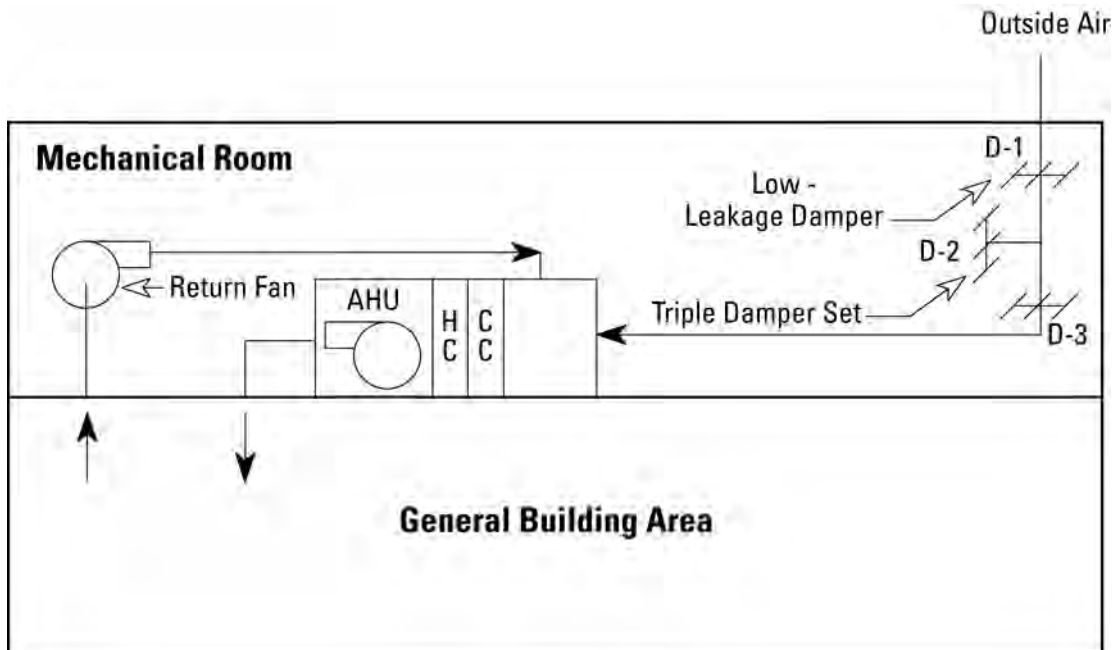 Outside Air
Mechanical Room
D-1
Low -
Leakage Damper
D-2
Return Fan
AHU
H
C
C
C
Triple Damper Set
D-3
General Building Area